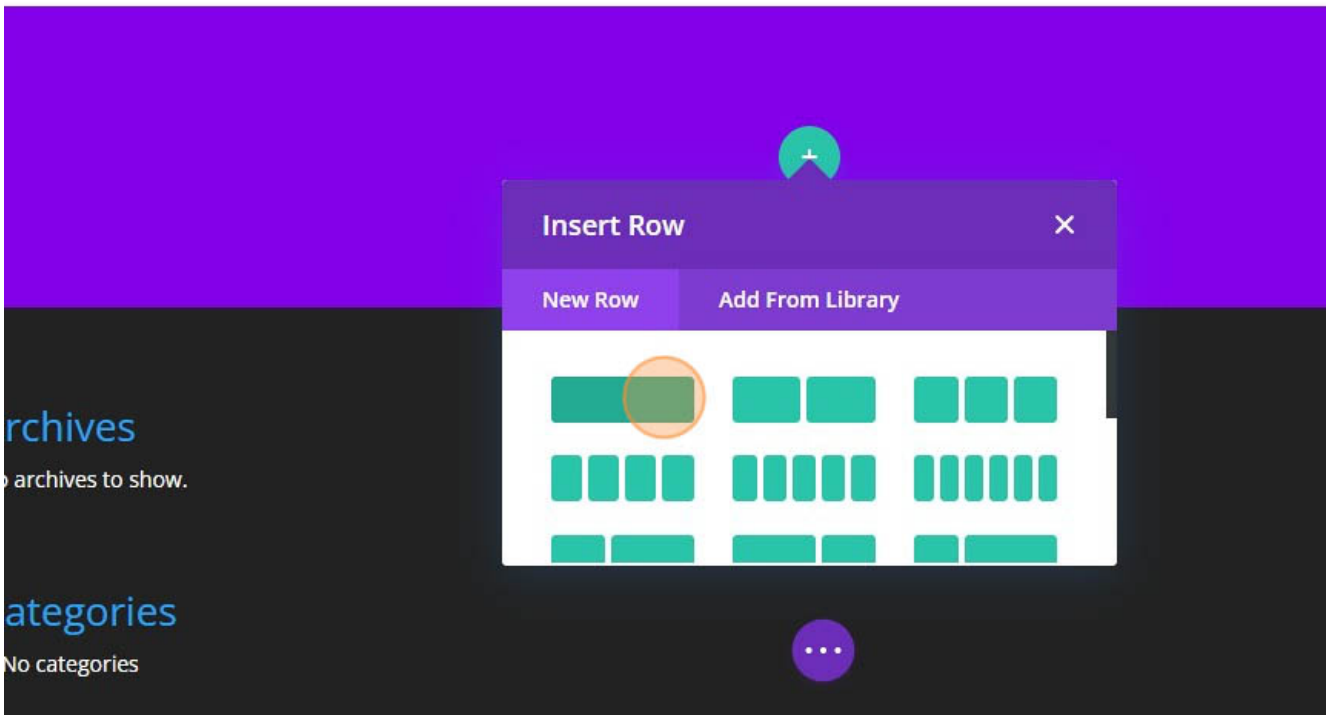 Insert Row
New Row Add From Library
rchives
archives to show.
ategories
No categories